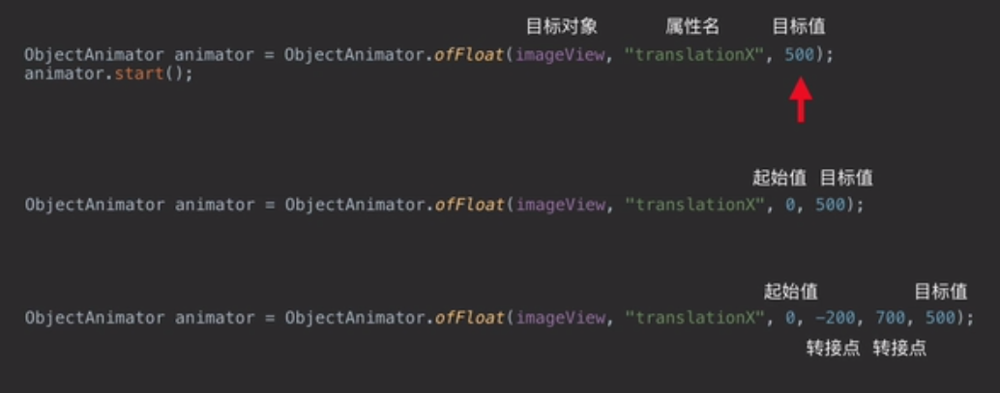 目标对象 属性名 目标值
ObjectAnimator animator = ObjectAnimator.ofFloat(imageView, "translationX", 500);
animator.start();
起始值 目标值
ObjectAnimator animator = ObjectAnimator.ofFloat(imageView, "translationX", 0, 500);
起始值 目标值
ObjectAnimator animator = ObjectAnimator.ofFloat(imageView, "translationX", 0, -200, 700, 500);
转接点 转接点